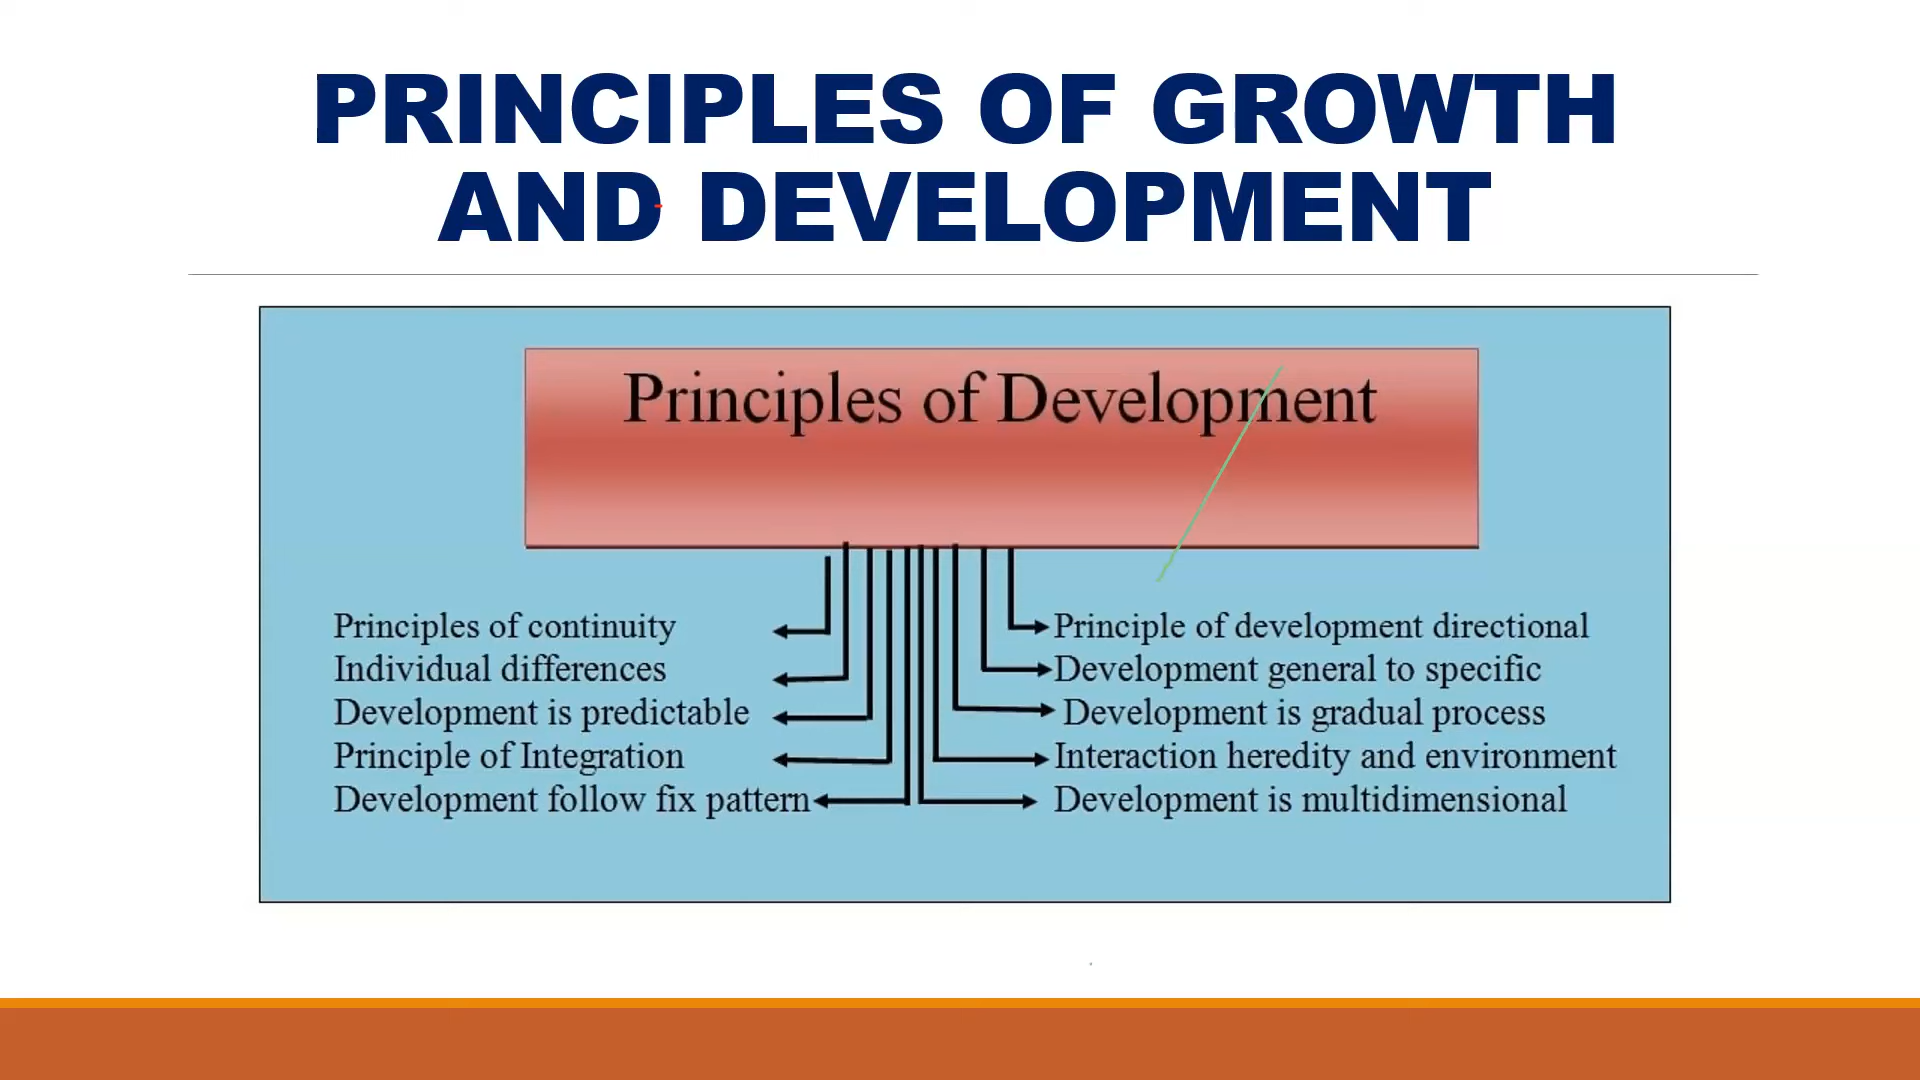 PRINCIPLES OF GROWTH
AND DEVELOPMENT
Principles of Development
Principles of continuity
Individual differences
Development is predictable
Principle of Integration
Development follow fix pattern
Principle of development directional
Development general to specific
Development is gradual process
Interaction heredity and environment
Development is multidimensional